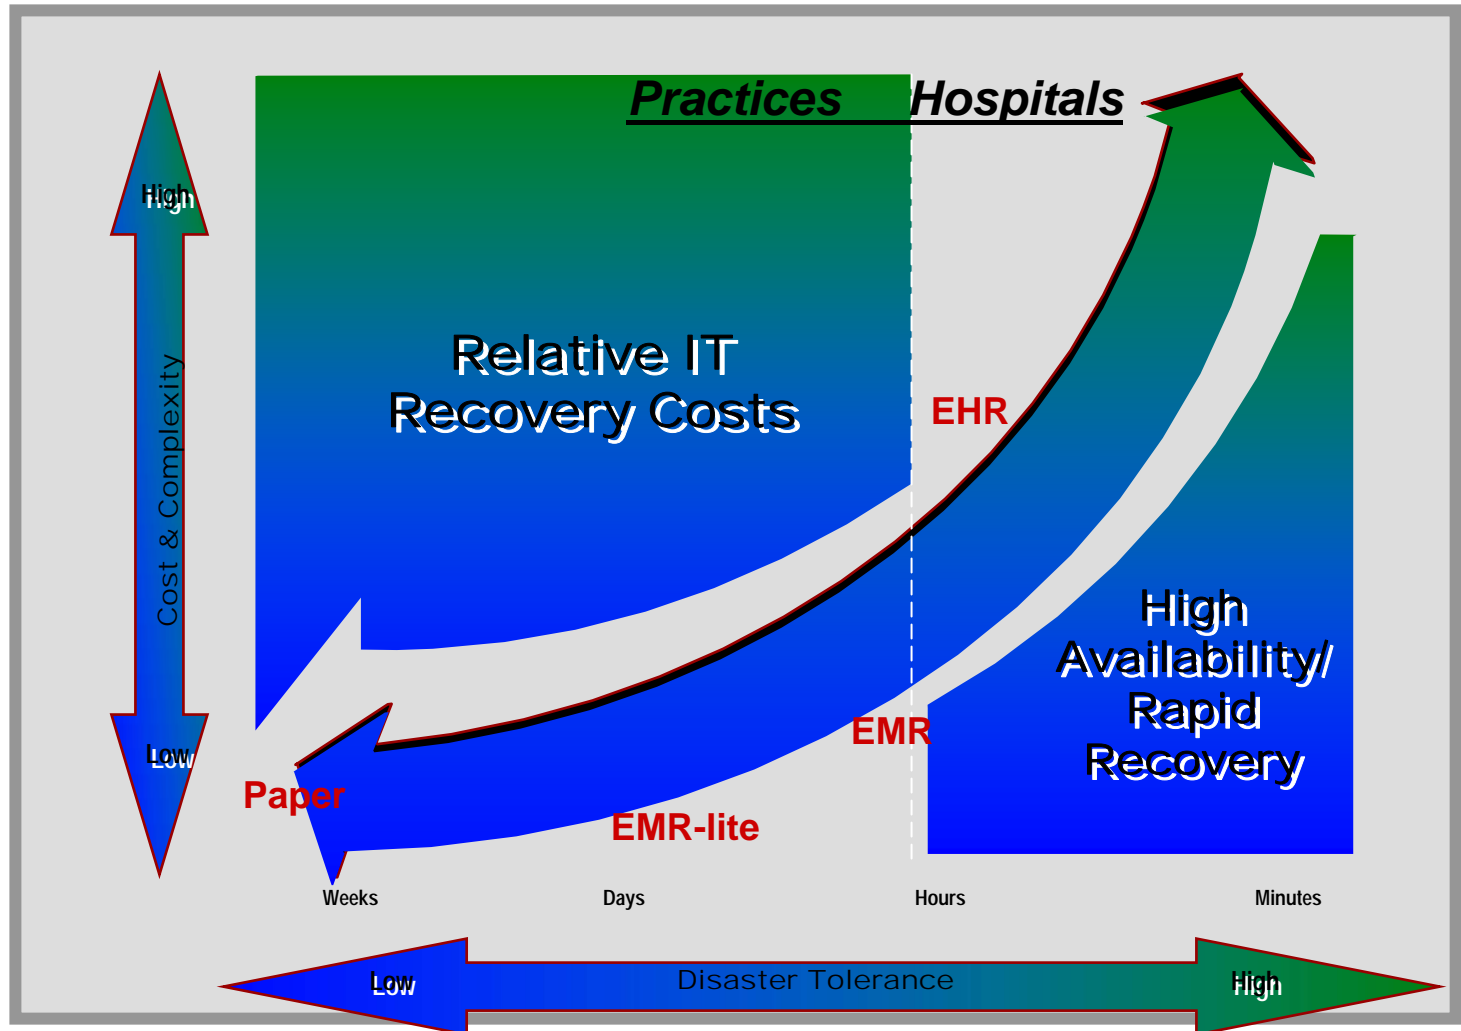 Practices Hospitals
High
Relative IT
Recovery Costs
Cost & Complexity
EHR
High
Availability/
Rapid
Recovery
EMR
Low
Paper
EMR-lite
Weeks Days Hours Minutes
Low Disaster Tolerance High